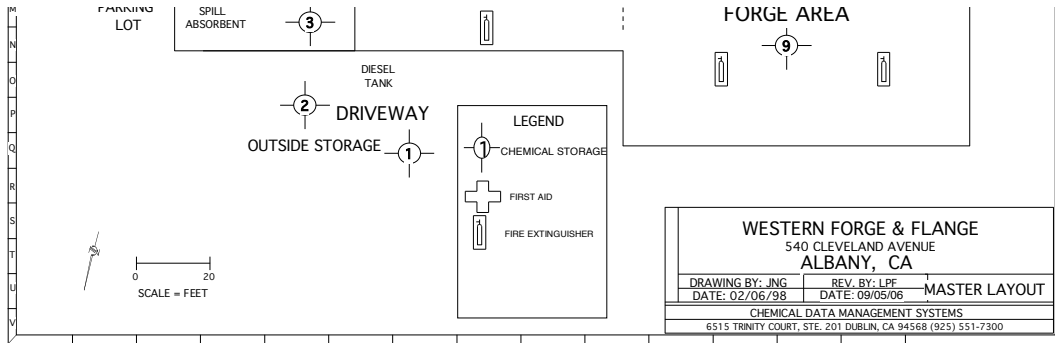 M
N
O
P
Q
R
S
T
U
V
PARKING
LOT
SPILL
ABSORBENT
3
FORGE AREA
9
DIESEL
TANK
2
DRIVEWAY
OUTSIDE STORAGE
1
LEGEND
1 CHEMICAL STORAGE
FIRST AID
FIRE EXTINGUISHER
0 20
SCALE = FEET
WESTERN FORGE & FLANGE
540 CLEVELAND AVENUE
ALBANY, CA
DRAWING BY: JNG REV. BY: LPF
DATE: 02/06/98 DATE: 09/05/06
MASTER LAYOUT
CHEMICAL DATA MANAGEMENT SYSTEMS
6515 TRINITY COURT, STE. 201 DUBLIN, CA 94568 (925) 551-7300